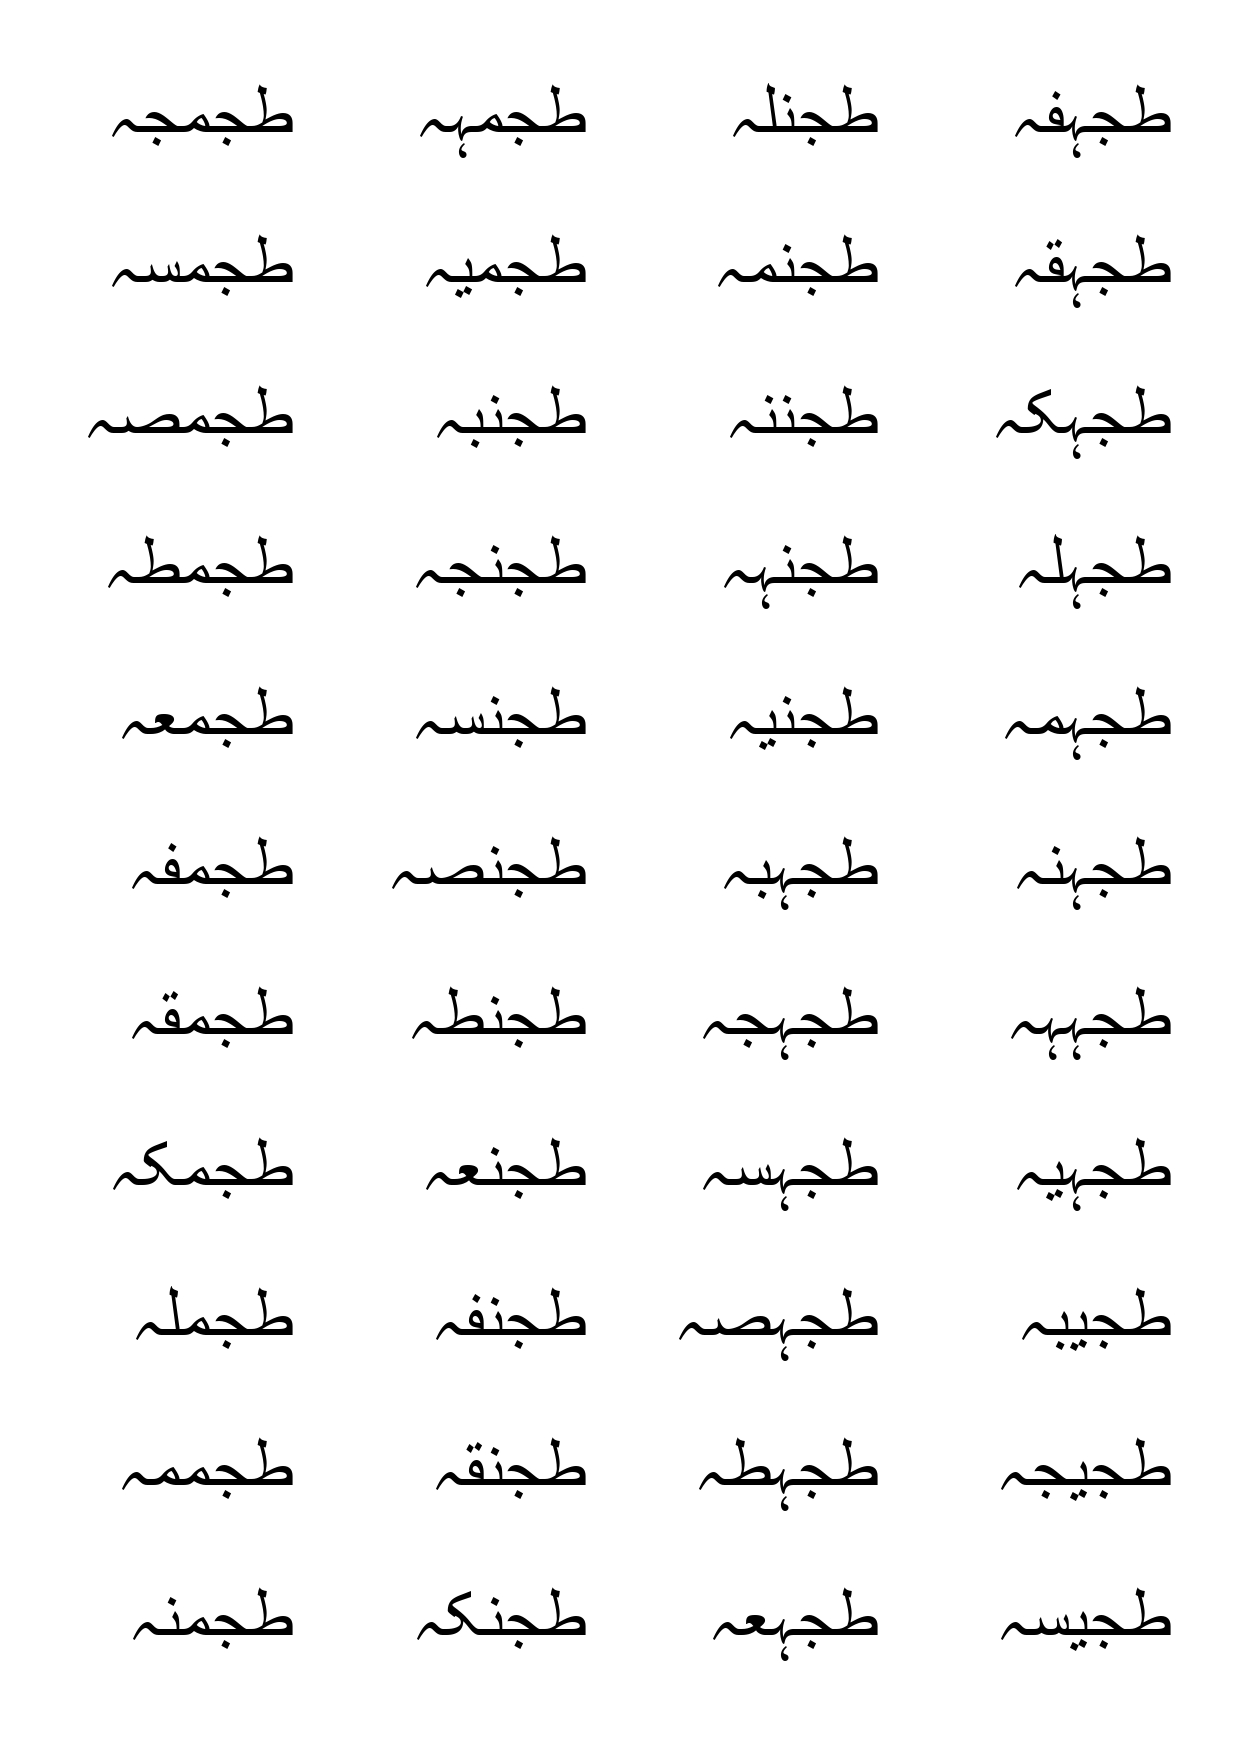 طجہفہ طجنلہ طجمہہ طجمجہ
طجہقہ طجنمہ طجمیہ طجمسہ
طجہکہ طجننہ طجنبہ طجمصہ
طجہلہ طجنہہ طجنجہ طجمطہ
طجہمہ طجنیہ طجنسہ طجمعہ
طجہنہ طجہبہ طجنصہ طجمفہ
طجہہہ طجہجہ طجنطہ طجمقہ
طجہیہ طجہسہ طجنعہ طجمکہ
طجیبہ طجہصہ طجنفہ طجملہ
طجیجہ طجہطہ طجنقہ طجممہ
طجیسہ طجہعہ طجنکہ طجمنہ